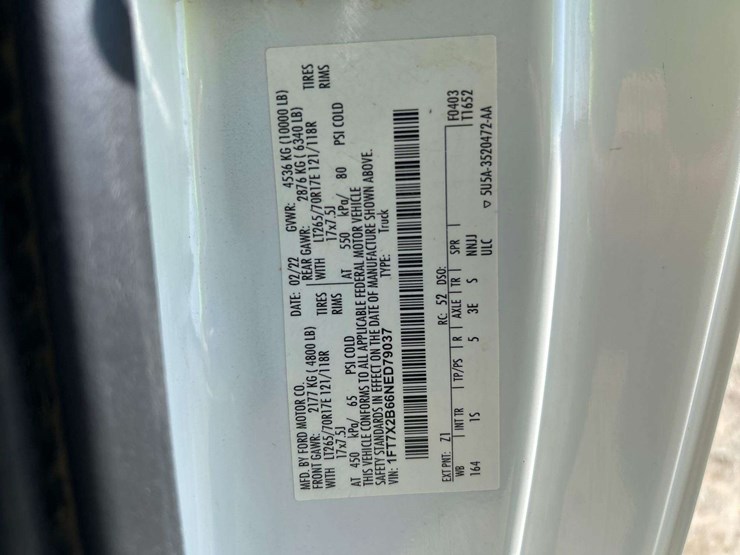 MFD. BY FORD MOTOR CO.
DATE: 02/22 GVWR: 4536 KG (10000 LB)
FRONT GAWR: 2177 KG ( 4800 LB) REAR GAWR: 2876 KG ( 6340 LB)
WITH LT265/70R17E 121/118R TIRES WITH LT265/70R17E 121/118R TIRES
17x7.5J RIMS 17x7.5J RIMS
AT 450 kPa/ 65 PSI COLD AT 550 kPa/ 80 PSI COLD
THIS VEHICLE CONFORMS TO ALL APPLICABLE FEDERAL MOTOR VEHICLE
SAFETY STANDARDS IN EFFECT ON THE DATE OF MANUFACTURE SHOWN ABOVE.
VIN: 1FT7X2B66NED79037 TYPE: Truck
EXT PNT: Z1 RC: 52 DSO: F0403
WB INT TR TP/PS R AXLE TR SPR T1652
164 1S 5 3E S NNJJ
ULC ▽ 5U5A-3520472-AA